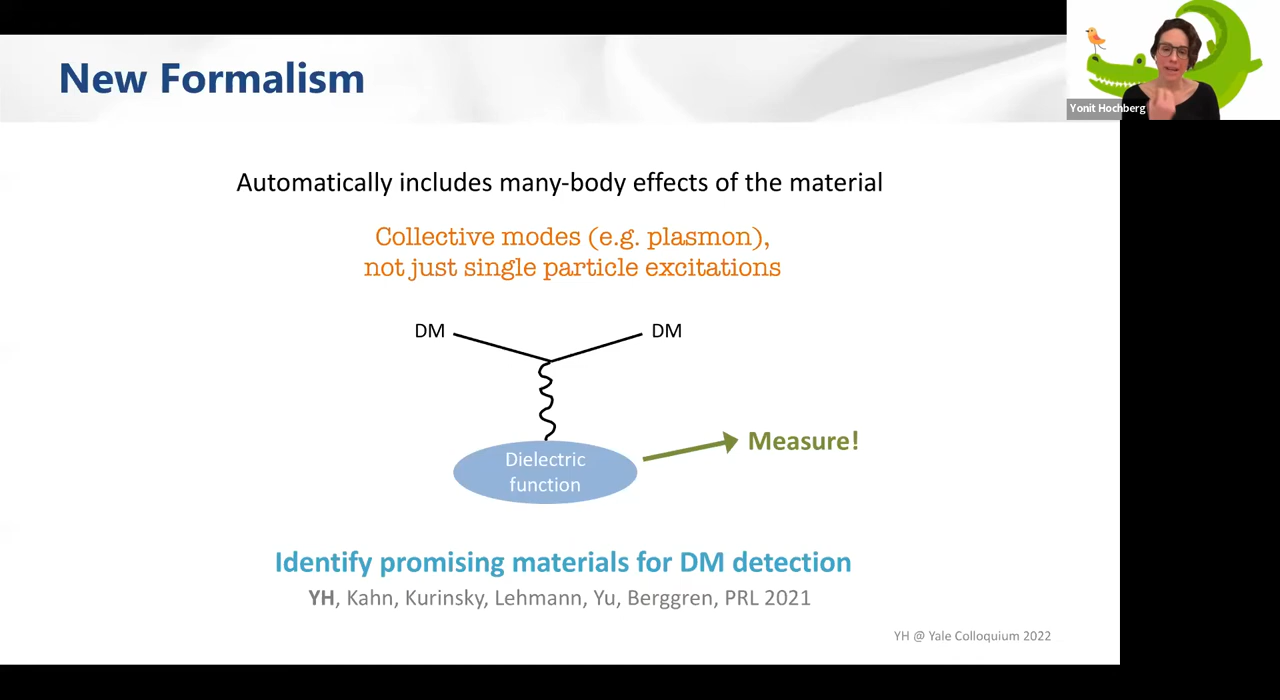 New Formalism
Yonit Hochberg
Automatically includes many-body effects of the material
Collective modes (e.g. plasmon),
not just single particle excitations
DM
DM
Dielectric
function
Measure!
Identify promising materials for DM detection
YH, Kahn, Kurinsky, Lehmann, Yu, Berggren, PRL 2021
YH @ Yale Colloquium 2022